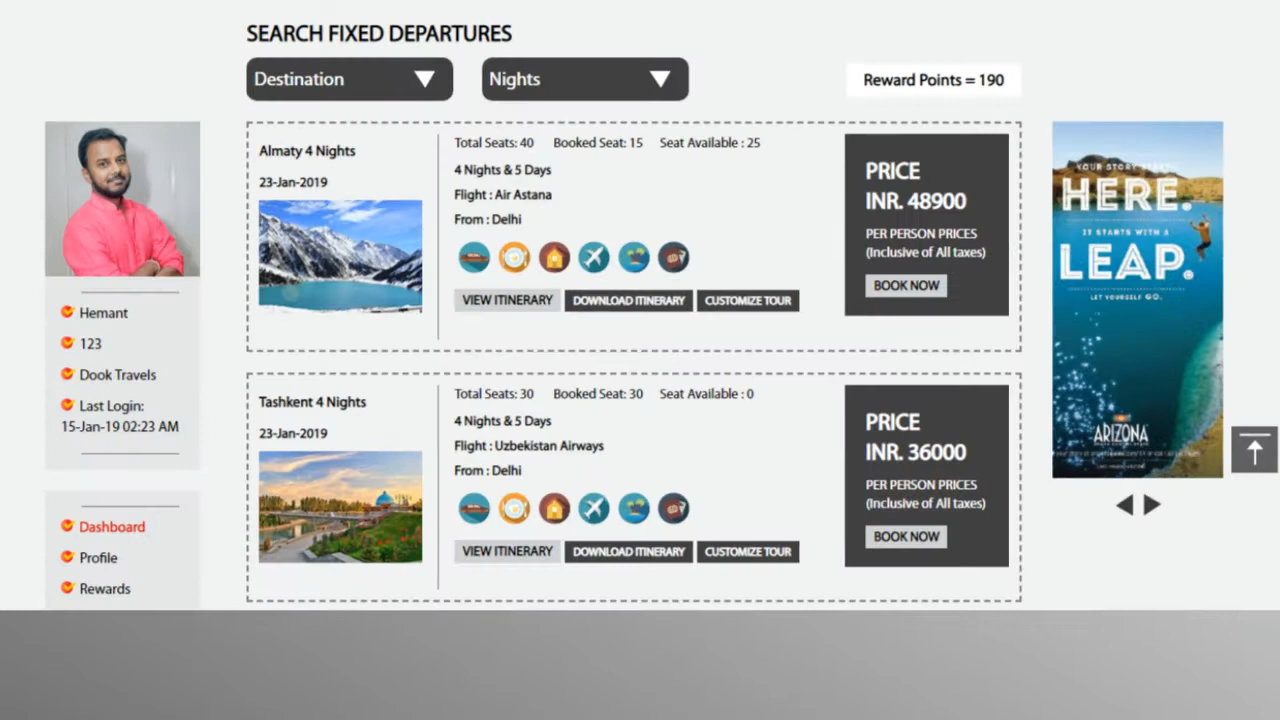 SEARCH FIXED DEPARTURES
Destination
Nights
Reward Points = 190
Hemant
123
Dook Travels
Last Login:
15-Jan-19 02:23 AM
Dashboard
Profile
Rewards
Almaty 4 Nights
23-Jan-2019
Total Seats: 40 Booked Seat: 15 Seat Available : 25
4 Nights & 5 Days
Flight : Air Astana
From : Delhi
VIEW ITINERARY DOWNLOAD ITINERARY CUSTOMIZE TOUR
PRICE
INR. 48900
PER PERSON PRICES
(Inclusive of All taxes)
BOOK NOW
Tashkent 4 Nights
23-Jan-2019
Total Seats: 30 Booked Seat: 30 Seat Available : 0
4 Nights & 5 Days
Flight : Uzbekistan Airways
From : Delhi
VIEW ITINERARY DOWNLOAD ITINERARY CUSTOMIZE TOUR
PRICE
INR. 36000
PER PERSON PRICES
(Inclusive of All taxes)
BOOK NOW
YOUR STORY STARTS
HERE.
IT STARTS WITH A
LEAP.
LET YOURSELF GO.
ARIZONA